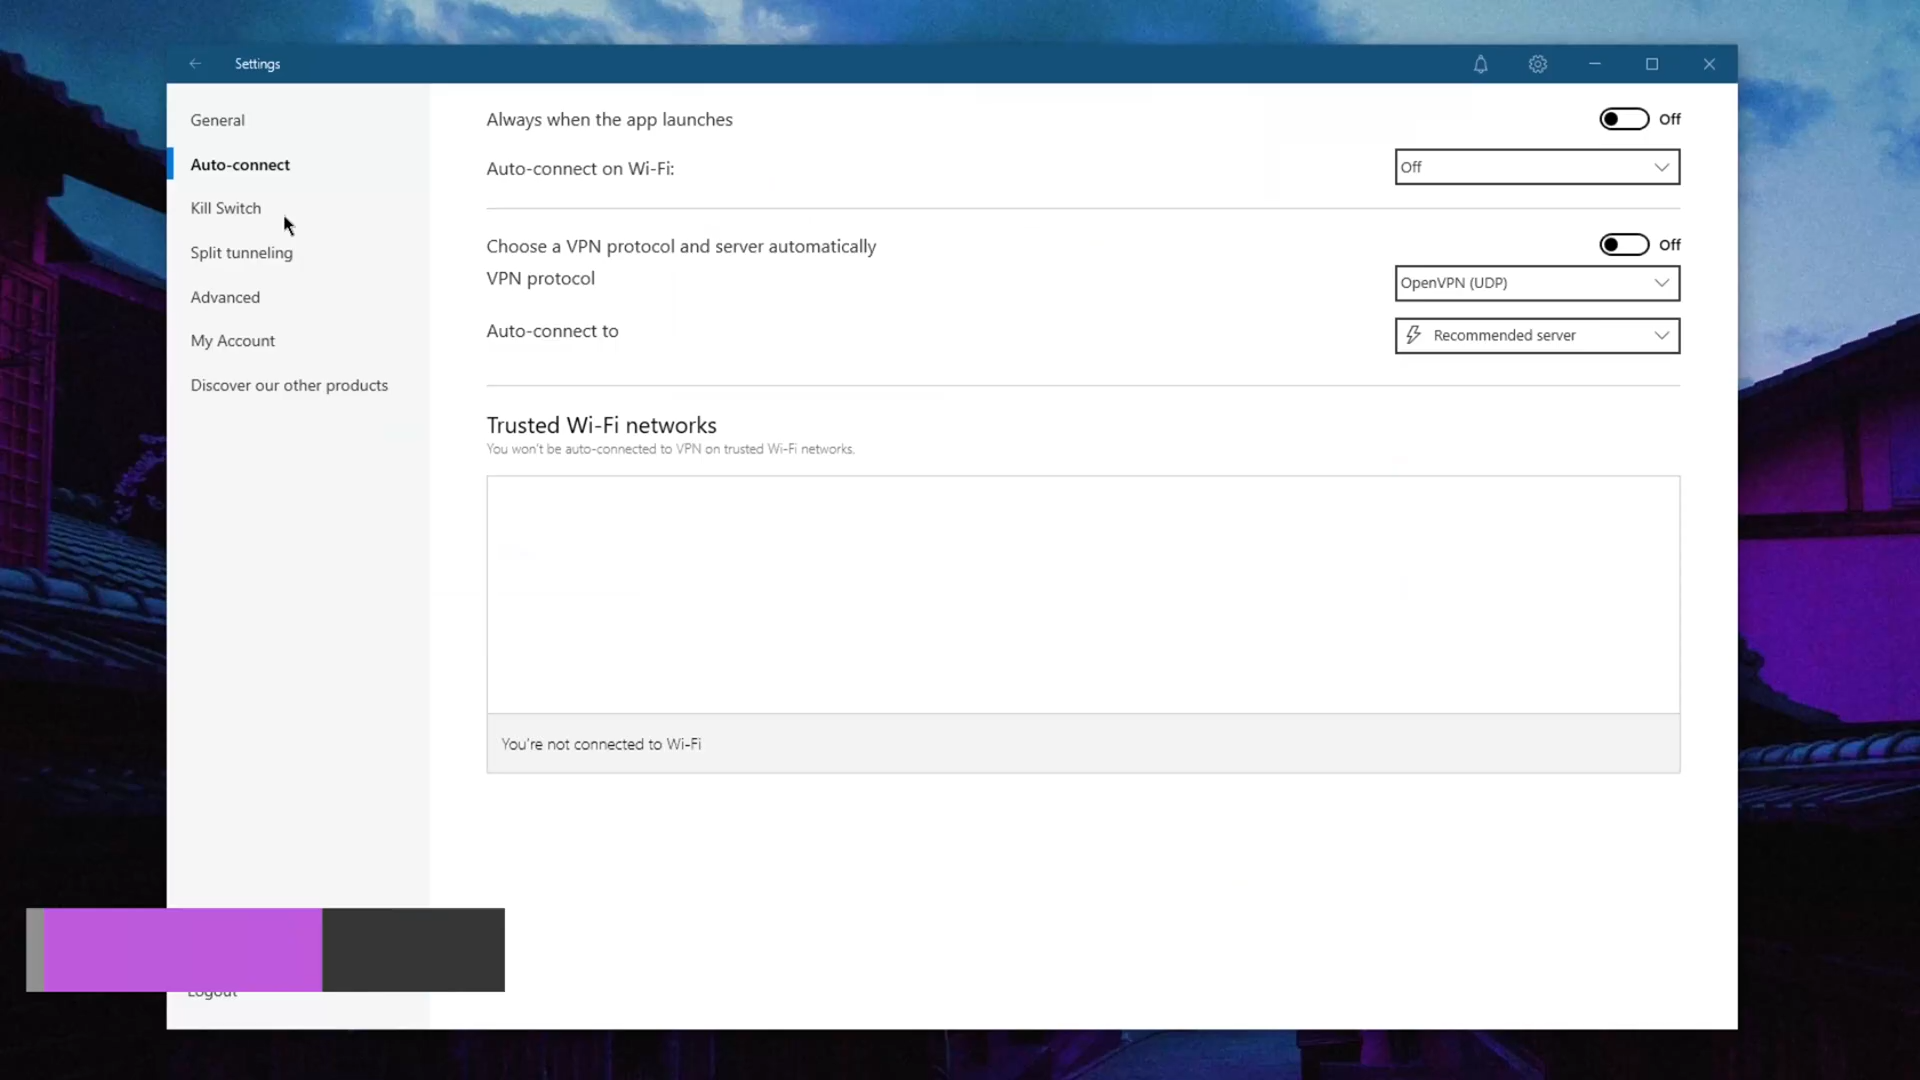 Settings
General
Auto-connect
Kill Switch
Split tunneling
Advanced
My Account
Discover our other products
Logout
Always when the app launches
Off
Auto-connect on Wi-Fi:
Off
Choose a VPN protocol and server automatically
Off
VPN protocol
OpenVPN (UDP)
Auto-connect to
Recommended server
Trusted Wi-Fi networks
You won't be auto-connected to VPN on trusted Wi-Fi networks.
You're not connected to Wi-Fi